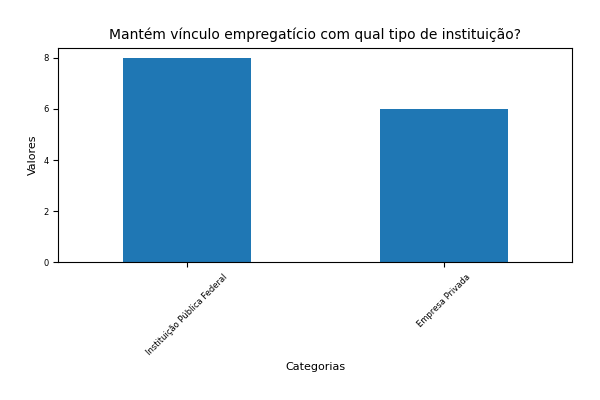 Mantém vínculo empregatício com qual tipo de instituição?
Valores
8
6
4
2
0
Instituição Pública Federal
Empresa Privada
Categorias